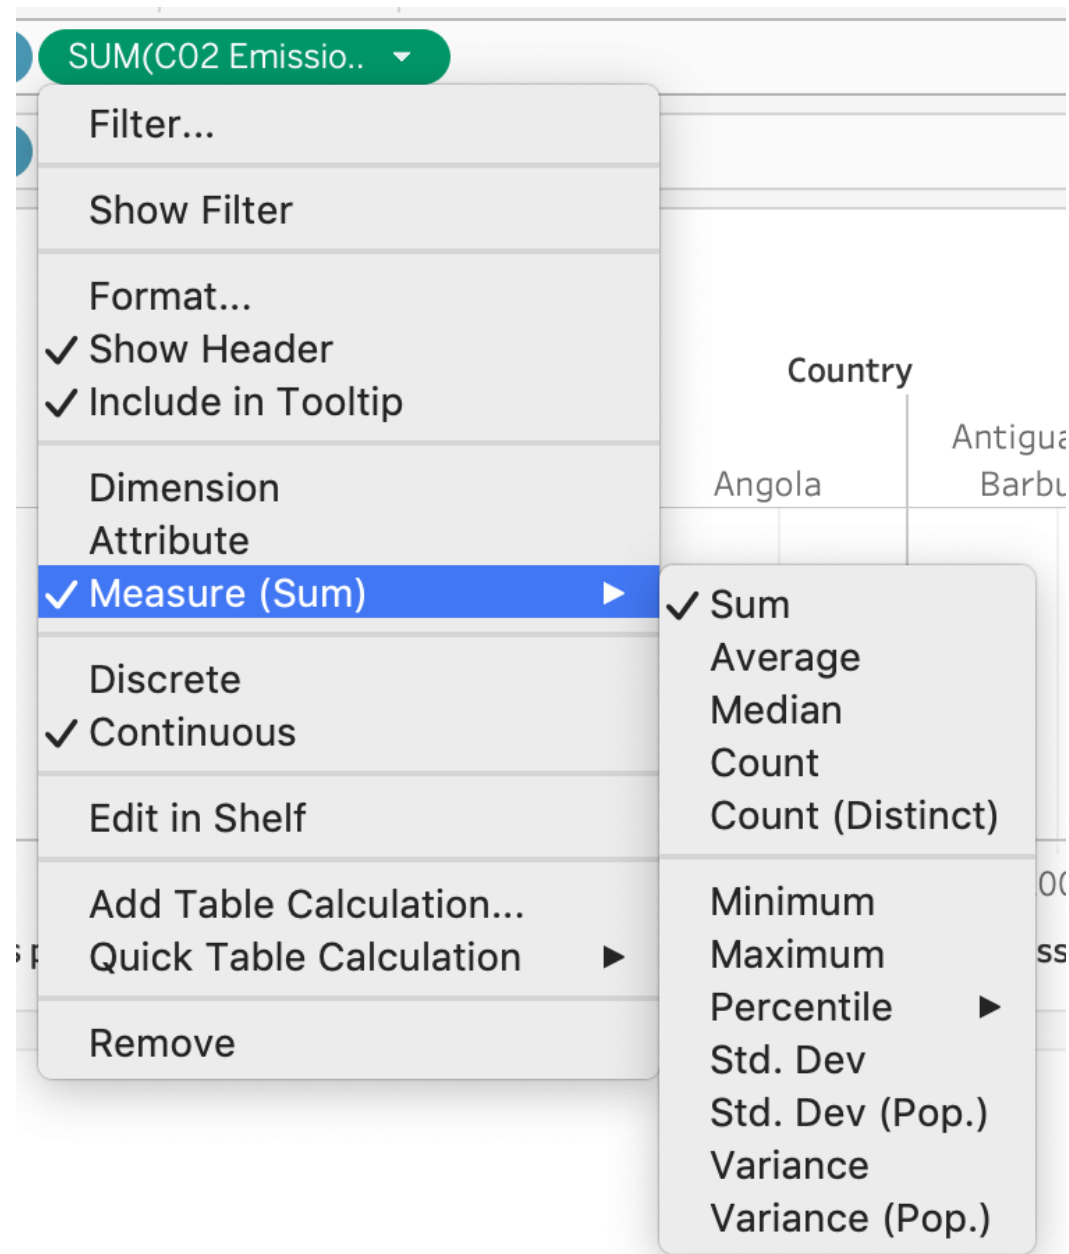 SUM(C02 Emissio..
Filter...
Show Filter
Format...
Show Header
Include in Tooltip
Dimension
Attribute
Measure (Sum)
Discrete
Continuous
Edit in Shelf
Add Table Calculation...
Quick Table Calculation
Remove
Country
Angola
Antigua
Barbu
Sum
Average
Median
Count
Count (Distinct)
Minimum
Maximum
Percentile
Std. Dev
Std. Dev (Pop.)
Variance
Variance (Pop.)